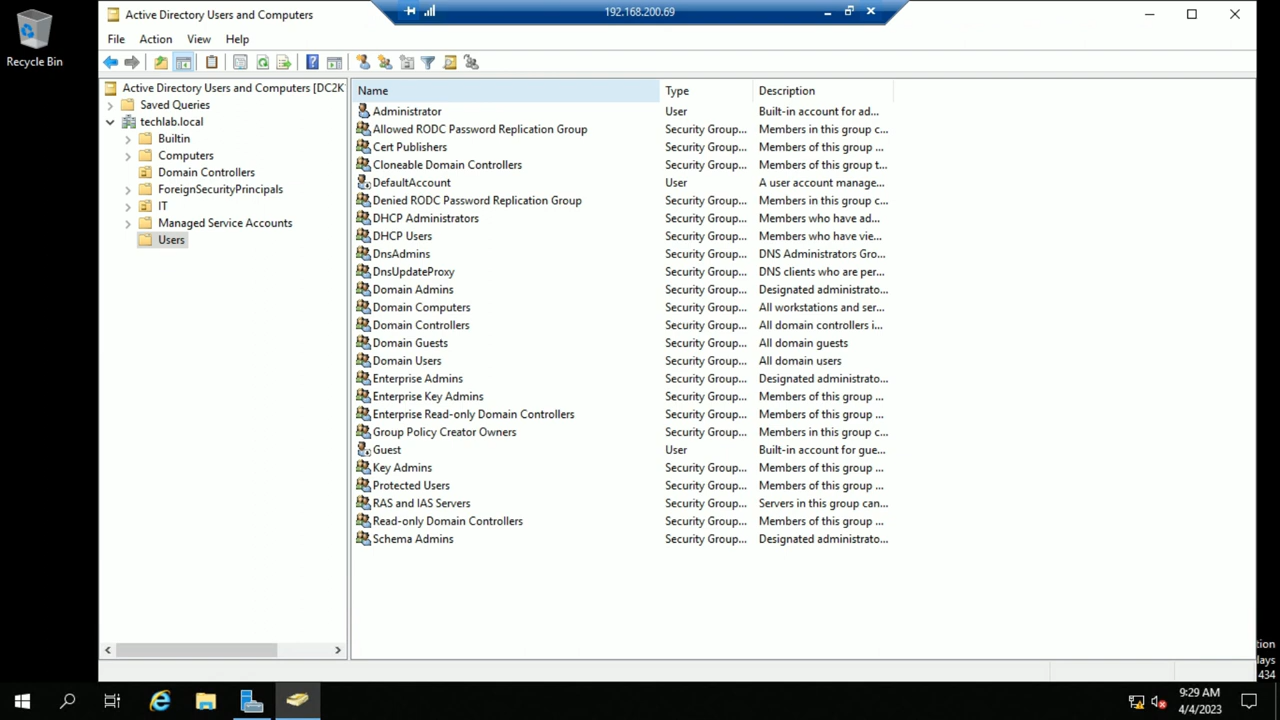 Recycle Bin
Active Directory Users and Computers
192.168.200.69
File Action View Help
Active Directory Users and Computers [DC2K
Saved Queries
techlab.local
Builtin
Computers
Domain Controllers
ForeignSecurityPrincipals
IT
Managed Service Accounts
Users
Name Type Description
Administrator User Built-in account for ad...
Allowed RODC Password Replication Group Security Group... Members in this group c...
Cert Publishers Security Group... Members of this group ...
Cloneable Domain Controllers Security Group... Members of this group t...
DefaultAccount User A user account manage...
Denied RODC Password Replication Group Security Group... Members in this group c...
DHCP Administrators Security Group... Members who have ad...
DHCP Users Security Group... Members who have vie...
DnsAdmins Security Group... DNS Administrators Gro...
DnsUpdateProxy Security Group... DNS clients who are per...
Domain Admins Security Group... Designated administrato...
Domain Computers Security Group... All workstations and ser...
Domain Controllers Security Group... All domain controllers i...
Domain Guests Security Group... All domain guests
Domain Users Security Group... All domain users
Enterprise Admins Security Group... Designated administrato...
Enterprise Key Admins Security Group... Members of this group ...
Enterprise Read-only Domain Controllers Security Group... Members of this group ...
Group Policy Creator Owners Security Group... Members in this group c...
Guest User Built-in account for gue...
Key Admins Security Group... Members of this group ...
Protected Users Security Group... Members of this group ...
RAS and IAS Servers Security Group... Servers in this group can...
Read-only Domain Controllers Security Group... Members of this group ...
Schema Admins Security Group... Designated administrato...
tion
lays
434
9:29 AM
4/4/2023